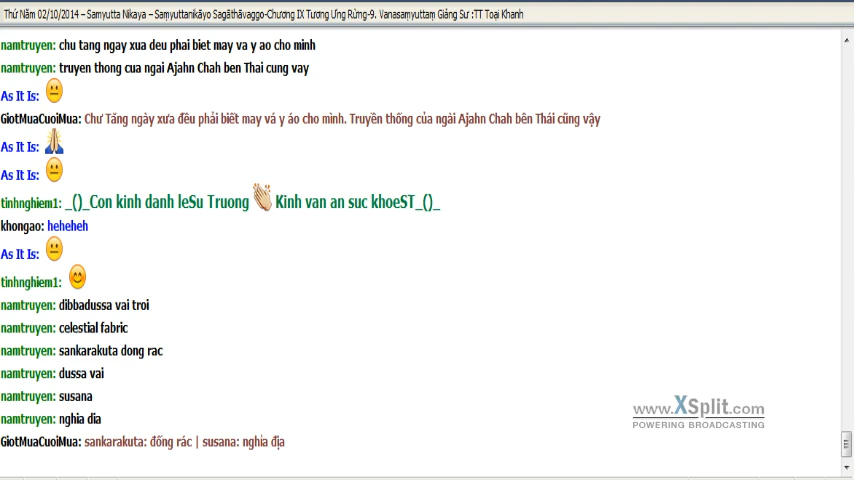 Thứ Năm 02/10/2014 – Samyutta Nikaya – Saṃyuttanikāyo Sagāthāvaggo-Chương IX Tương Ưng Rừng-9. Vanasaṃyuttaṃ Giảng Sư :TT Toại Khanh
namtruyen: chu tang ngay xua deu phai biet may va y ao cho minh
namtruyen: truyen thong cua ngai Ajahn Chah ben Thai cung vay
As It Is:
GiotMuaCuoiMua: Chư Tăng ngày xưa đều phải biết may vá y áo cho mình. Truyền thống của ngài Ajahn Chah bên Thái cũng vậy
As It Is:
As It Is:
tinhnghiem1: _()_Con kinh danh leSu Truong Kinh van an suc khoeST_()_
khongao: heheheh
As It Is:
tinhnghiem1:
namtruyen: dibbadussa vai troi
namtruyen: celestial fabric
namtruyen: sankarakuta dong rac
namtruyen: dussa vai
namtruyen: susana
namtruyen: nghia dia
GiotMuaCuoiMua: sankarakuta: đống rác | susana: nghia địa
www.XSplit.com
POWERING BROADCASTING